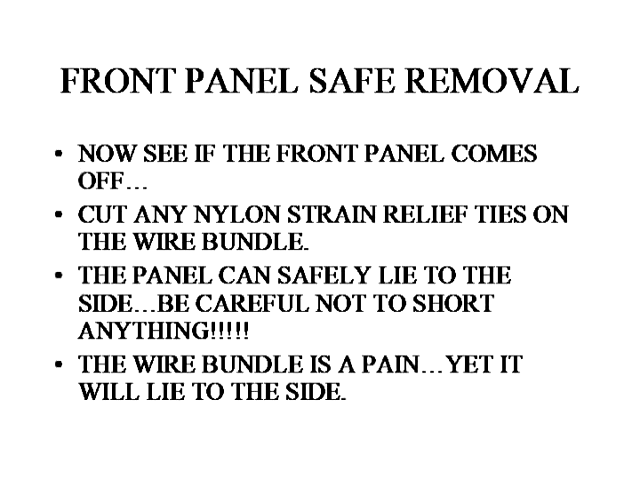 FRONT PANEL SAFE REMOVAL
• NOW SEE IF THE FRONT PANEL COMES
OFF…
• CUT ANY NYLON STRAIN RELIEF TIES ON
THE WIRE BUNDLE.
• THE PANEL CAN SAFELY LIE TO THE
SIDE…BE CAREFUL NOT TO SHORT
ANYTHING!!!!!
• THE WIRE BUNDLE IS A PAIN…YET IT
WILL LIE TO THE SIDE.